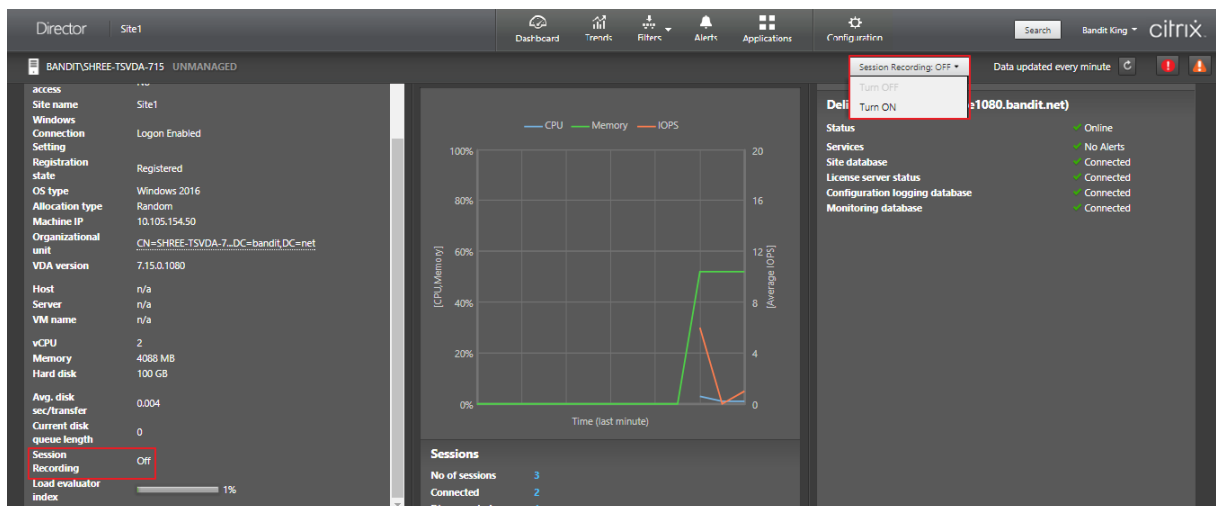 Director Site1 Dashboard Trends Filters Alerts Applications Configuration Search Bandit King citrix
BANDIT\SHREE-TSVDA-715 UNMANAGED Session Recording: OFF Data updated every minute
Turn OFF
Turn ON
access
Site name Site1
Windows Connection Setting Logon Enabled
Registration state Registered
OS type Windows 2016
Allocation type Random
Machine IP 10.105.154.50
Organizational unit CN=SHREE-TSVDA-7...DC=bandit,DC=net
VDA version 7.15.0.1080
Host n/a
Server n/a
VM name n/a
vCPU 2
Memory 4088 MB
Hard disk 100 GB
Avg. disk sec/transfer 0.004
Current disk queue length 0
Session Recording Off
Load evaluator index 1%
CPU Memory IOPS
100% 20
80% 16
60% 12
40% 8
20% 4
0% 0
[CPU,Memory]
[Average IOPS]
Time (last minute)
Sessions
No of sessions 3
Connected 2
Deli e1080.bandit.net)
Status Online
Services No Alerts
Site database Connected
License server status Connected
Configuration logging database Connected
Monitoring database Connected